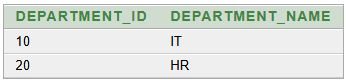 DEPARTMENT_ID DEPARTMENT_NAME
10 IT
20 HR